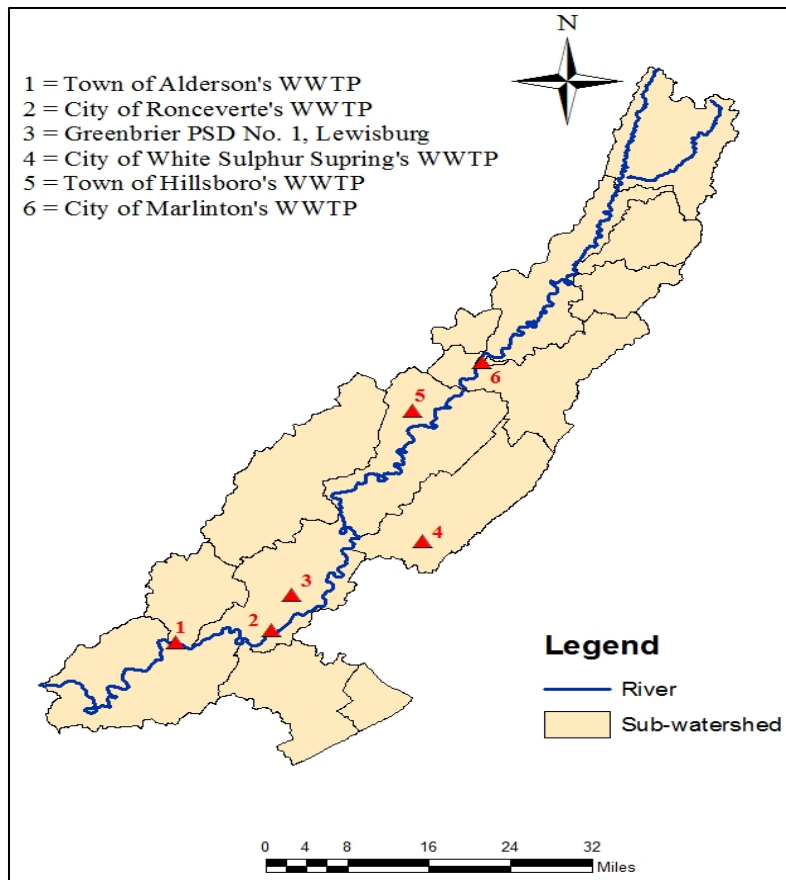 N
1 = Town of Alderson's WWTP
2 = City of Ronceverte's WWTP
3 = Greenbrier PSD No. 1, Lewisburg
4 = City of White Sulphur Supring's WWTP
5 = Town of Hillsboro's WWTP
6 = City of Marlinton's WWTP
6
5
4
3
2
1
Legend
River
Sub-watershed
0 2 4 8 16 24 32
Miles